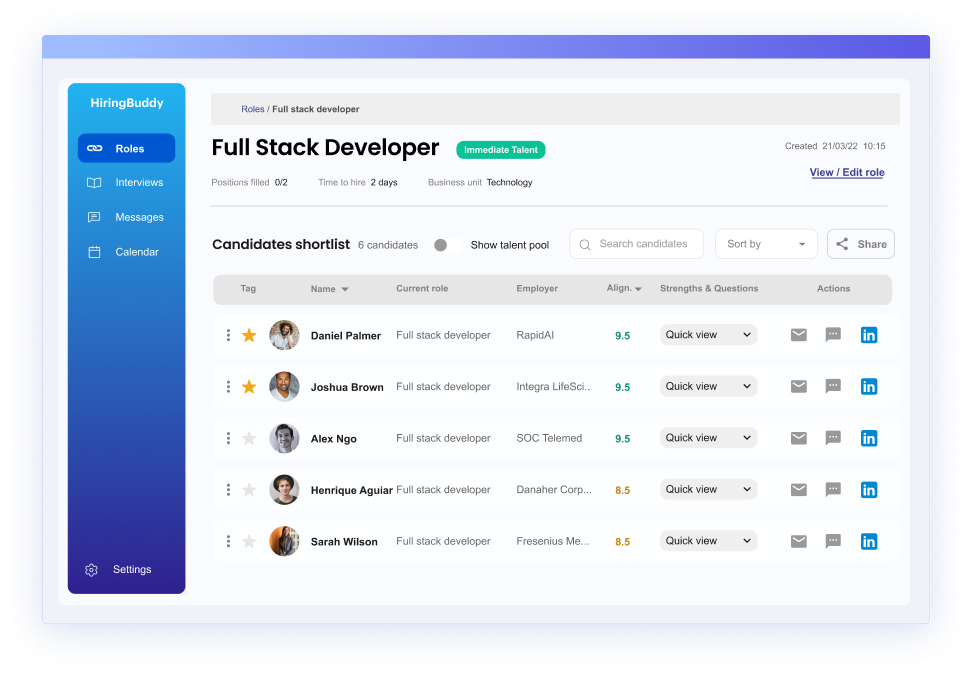 HiringBuddy
Roles
Interviews
Messages
Calendar
Settings
Roles / Full stack developer
Full Stack Developer Immediate Talent
Created 21/03/22 10:15
View / Edit role
Positions filled 0/2 Time to hire 2 days Business unit Technology
Candidates shortlist 6 candidates Show talent pool Search candidates Sort by Share
Tag Name Current role Employer Align. Strengths & Questions Actions
Daniel Palmer Full stack developer RapidAI 9.5 Quick view in
Joshua Brown Full stack developer Integra LifeSci.. 9.5 Quick view in
Alex Ngo Full stack developer SOC Telemed 9.5 Quick view in
Henrique Aguiar Full stack developer Danaher Corp... 8.5 Quick view in
Sarah Wilson Full stack developer Fresenius Me... 8.5 Quick view in